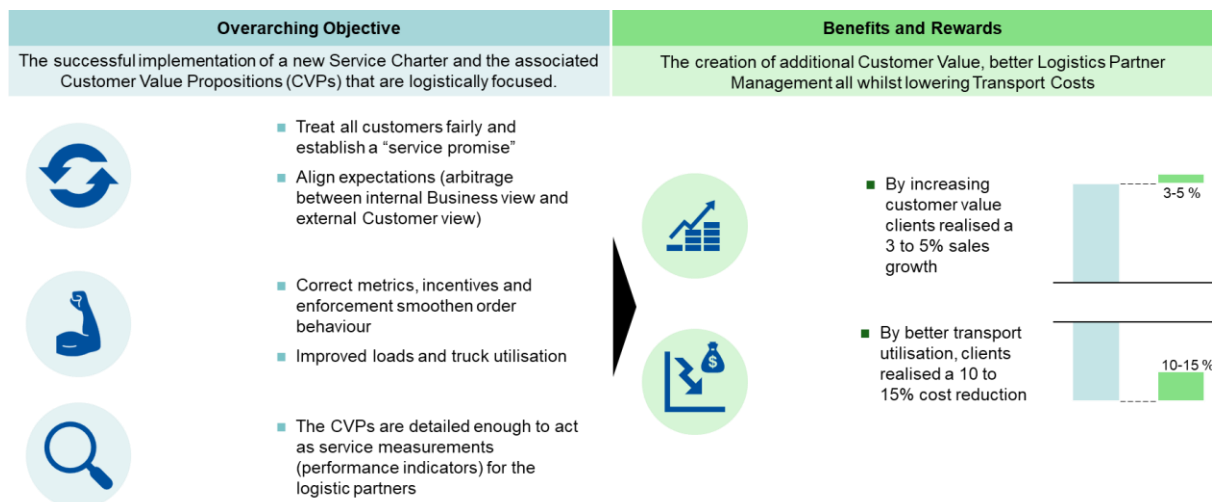 Overarching Objective
The successful implementation of a new Service Charter and the associated
Customer Value Propositions (CVPs) that are logistically focused.
Treat all customers fairly and
establish a “service promise”
Align expectations (arbitrage
between internal Business view and
external Customer view)
Correct metrics, incentives and
enforcement smoothen order
behaviour
Improved loads and truck utilisation
The CVPs are detailed enough to act
as service measurements
(performance indicators) for the
logistic partners
Benefits and Rewards
The creation of additional Customer Value, better Logistics Partner
Management all whilst lowering Transport Costs
By increasing
customer value
clients realised a
3 to 5% sales
growth
3-5 %
$
By better transport
utilisation, clients
realised a 10 to
15% cost reduction
10-15 %